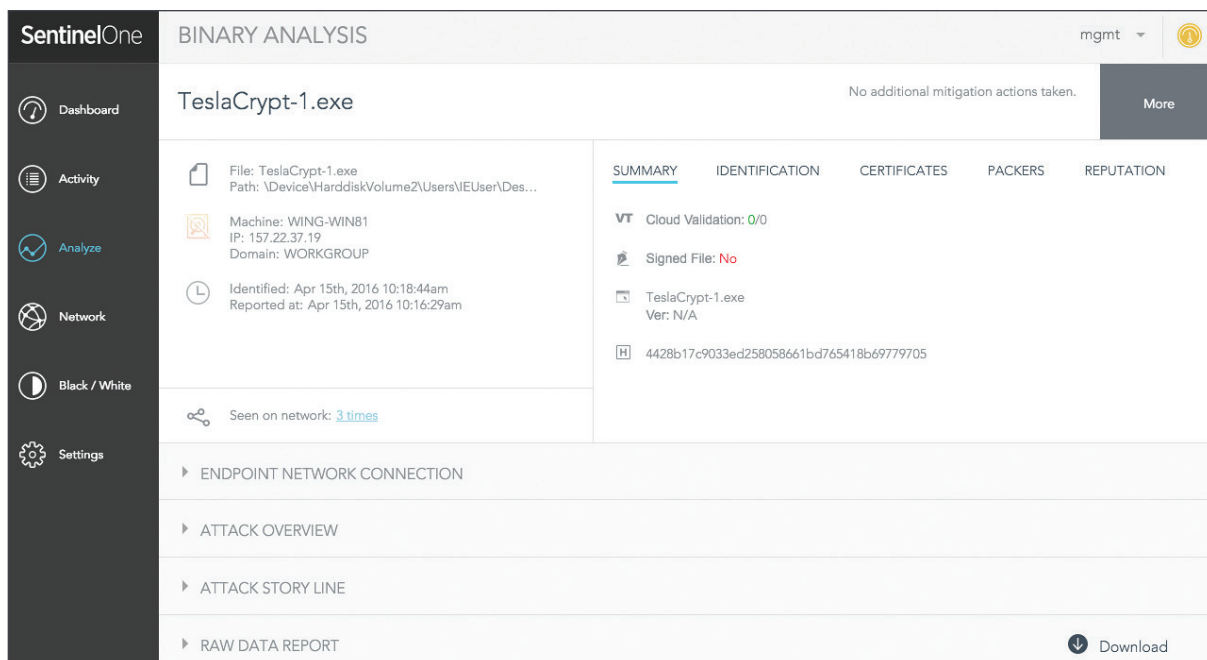 SentinelOne
BINARY ANALYSIS
mgmt
Dashboard
Activity
Analyze
Network
Black / White
Settings
TeslaCrypt-1.exe
No additional mitigation actions taken.
More
File: TeslaCrypt-1.exe
Path: \Device\HarddiskVolume2\Users\IEUser\Des...
Machine: WING-WIN81
IP: 157.22.37.19
Domain: WORKGROUP
Identified: Apr 15th, 2016 10:18:44am
Reported at: Apr 15th, 2016 10:16:29am
Seen on network: 3 times
SUMMARY IDENTIFICATION CERTIFICATES PACKERS REPUTATION
VT Cloud Validation: 0/0
Signed File: No
TeslaCrypt-1.exe
Ver: N/A
H 4428b17c9033ed258058661bd765418b69779705
ENDPOINT NETWORK CONNECTION
ATTACK OVERVIEW
ATTACK STORY LINE
RAW DATA REPORT
Download